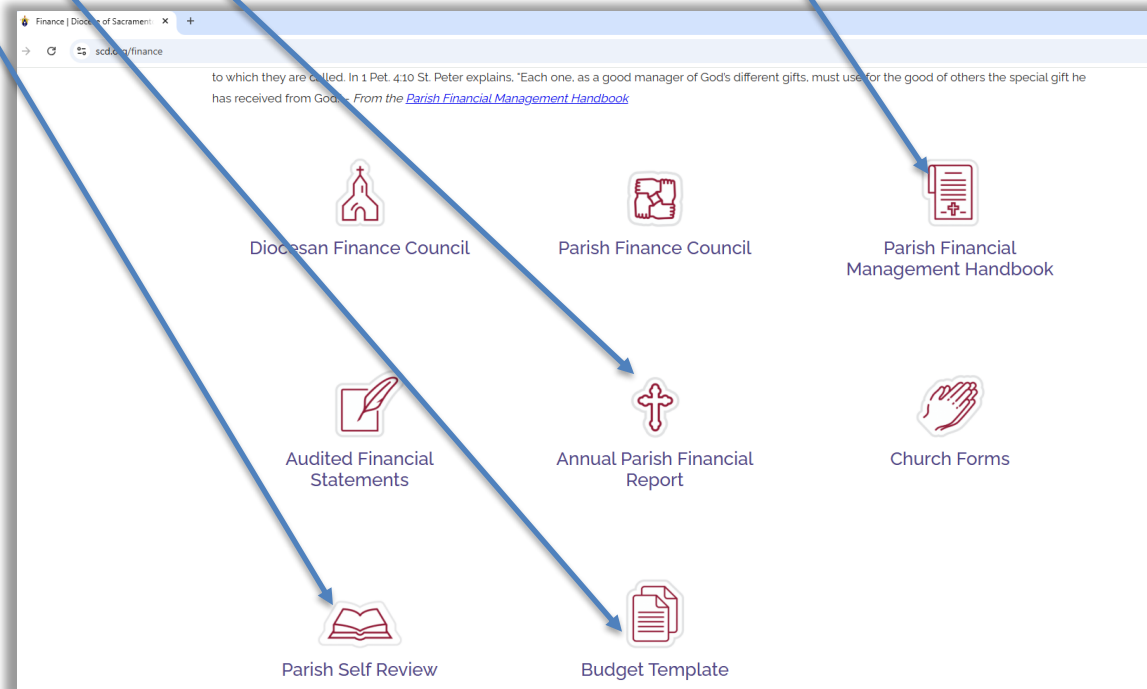 Finance | Diocese of Sacramento
scd.org/finance
to which they are called. In 1 Pet. 4:10 St. Peter explains, "Each one, as a good manager of God's different gifts, must use for the good of others the special gift he
has received from God." - From the Parish Financial Management Handbook
Diocesan Finance Council
Parish Finance Council
Parish Financial
Management Handbook
Audited Financial
Statements
Annual Parish Financial
Report
Church Forms
Parish Self Review
Budget Template